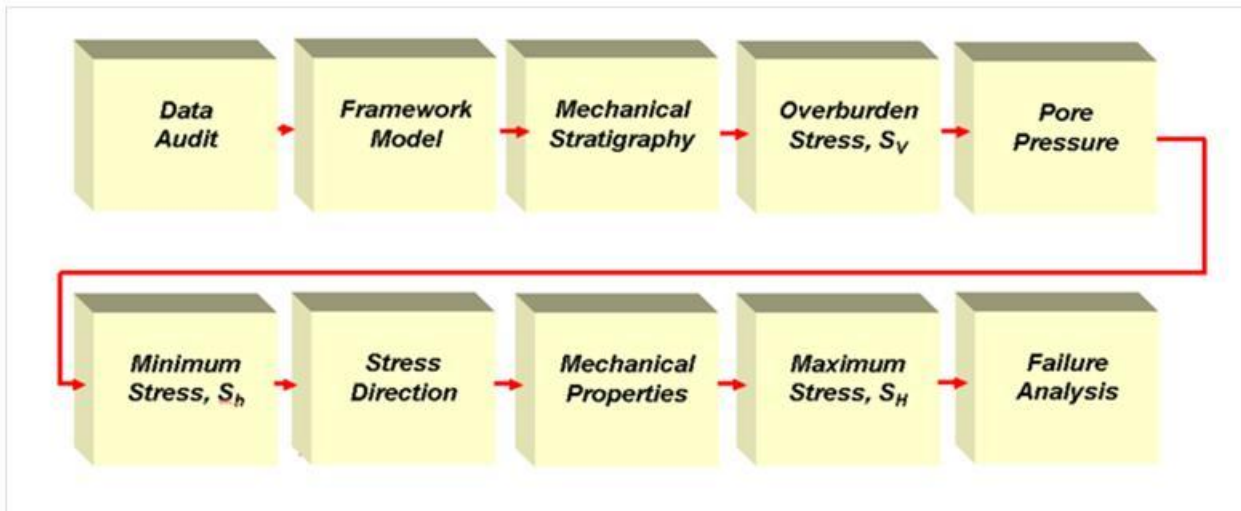 Data
Audit
Framework
Model
Mechanical
Stratigraphy
Overburden
Stress, SV
Pore
Pressure
Minimum
Stress, Sh
Stress
Direction
Mechanical
Properties
Maximum
Stress, SH
Failure
Analysis